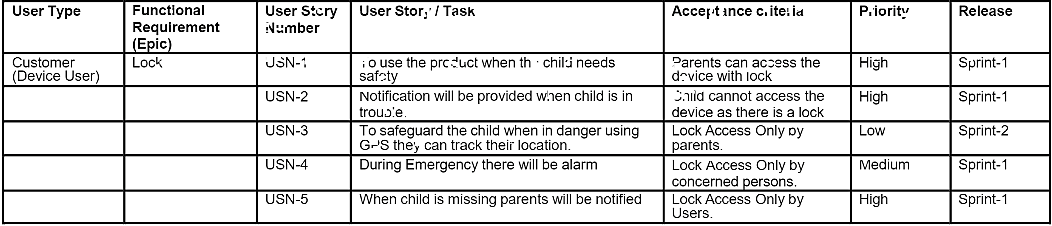 User Type Functional Requirement (Epic) User Story Number User Story / Task Acceptance criteria Priority Release
Customer (Device User) Lock USN-1 To use the product when the child needs safety Parents can access the device with lock High Sprint-1
USN-2 Notification will be provided when child is in trouble. Child cannot access the device as there is a lock High Sprint-1
USN-3 To safeguard the child when in danger using GPS they can track their location. Lock Access Only by parents. Low Sprint-2
USN-4 During Emergency there will be alarm Lock Access Only by concerned persons. Medium Sprint-1
USN-5 When child is missing parents will be notified Lock Access Only by Users. High Sprint-1